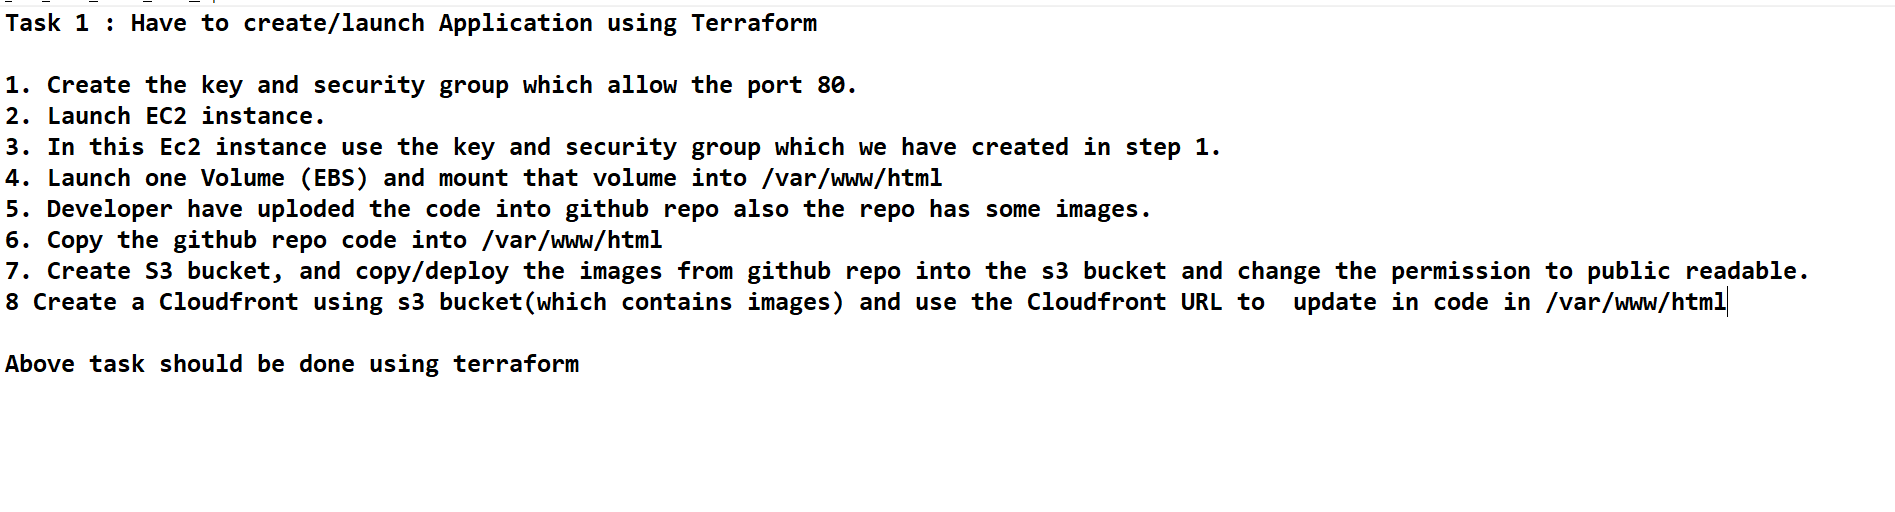 Task 1 : Have to create/launch Application using Terraform
1. Create the key and security group which allow the port 80.
2. Launch EC2 instance.
3. In this Ec2 instance use the key and security group which we have created in step 1.
4. Launch one Volume (EBS) and mount that volume into /var/www/html
5. Developer have uploded the code into github repo also the repo has some images.
6. Copy the github repo code into /var/www/html
7. Create S3 bucket, and copy/deploy the images from github repo into the s3 bucket and change the permission to public readable.
8 Create a Cloudfront using s3 bucket(which contains images) and use the Cloudfront URL to  update in code in /var/www/html
Above task should be done using terraform